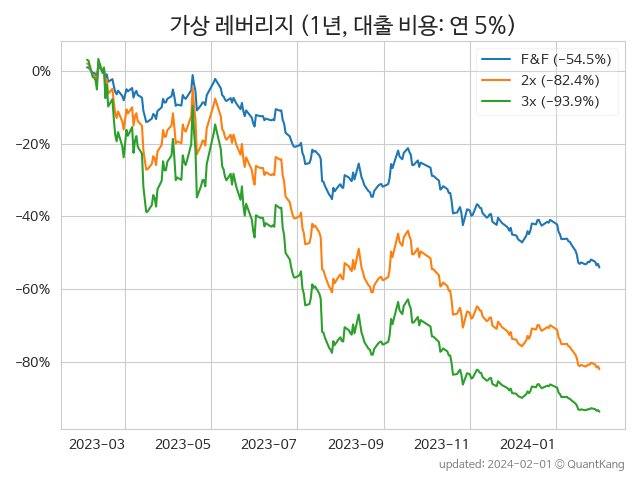 가상 레버리지 (1년, 대출 비용: 연 5%)
F&F (−54.5%)
2x (−82.4%)
3x (−93.9%)
0%
−20%
−40%
−60%
−80%
2023-03 2023-05 2023-07 2023-09 2023-11 2024-01
updated: 2024-02-01 © QuantKang